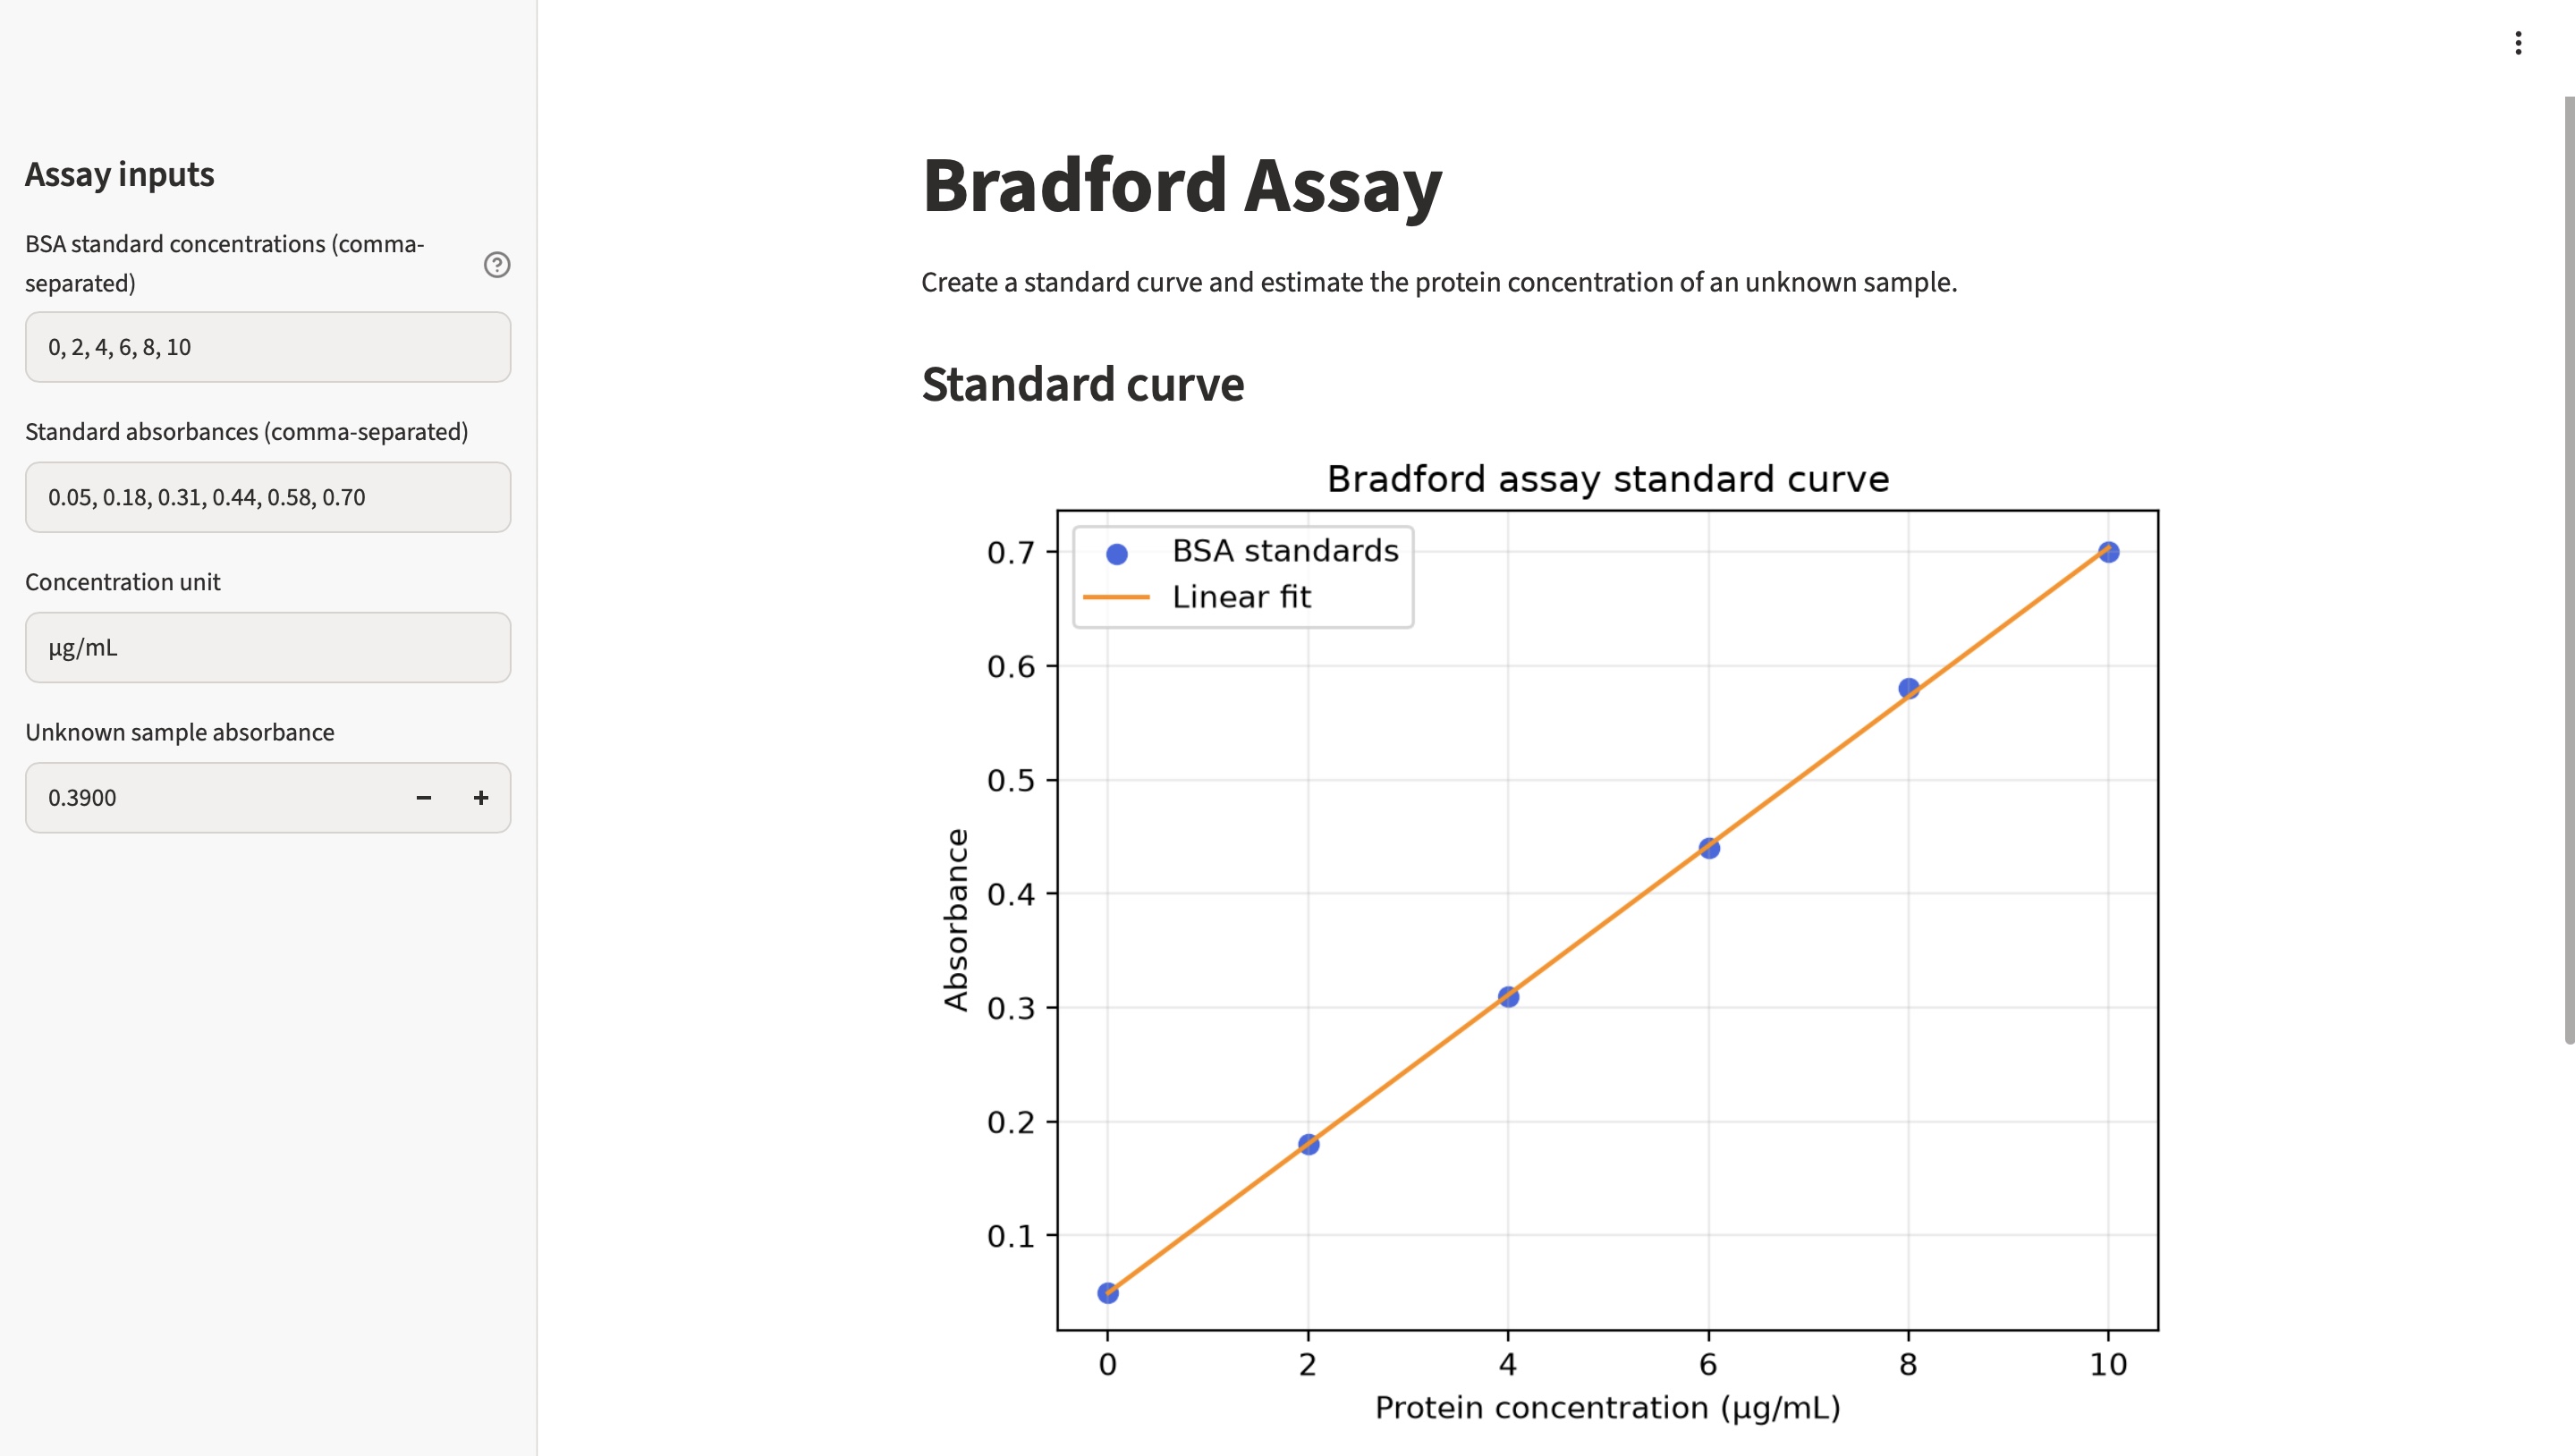 Assay inputs
BSA standard concentrations (comma-
separated)
0, 2, 4, 6, 8, 10
Standard absorbances (comma-separated)
0.05, 0.18, 0.31, 0.44, 0.58, 0.70
Concentration unit
µg/mL
Unknown sample absorbance
0.3900
Bradford Assay
Create a standard curve and estimate the protein concentration of an unknown sample.
Standard curve
Bradford assay standard curve
BSA standards
Linear fit
Absorbance
0.7
0.6
0.5
0.4
0.3
0.2
0.1
0 2 4 6 8 10
Protein concentration (µg/mL)